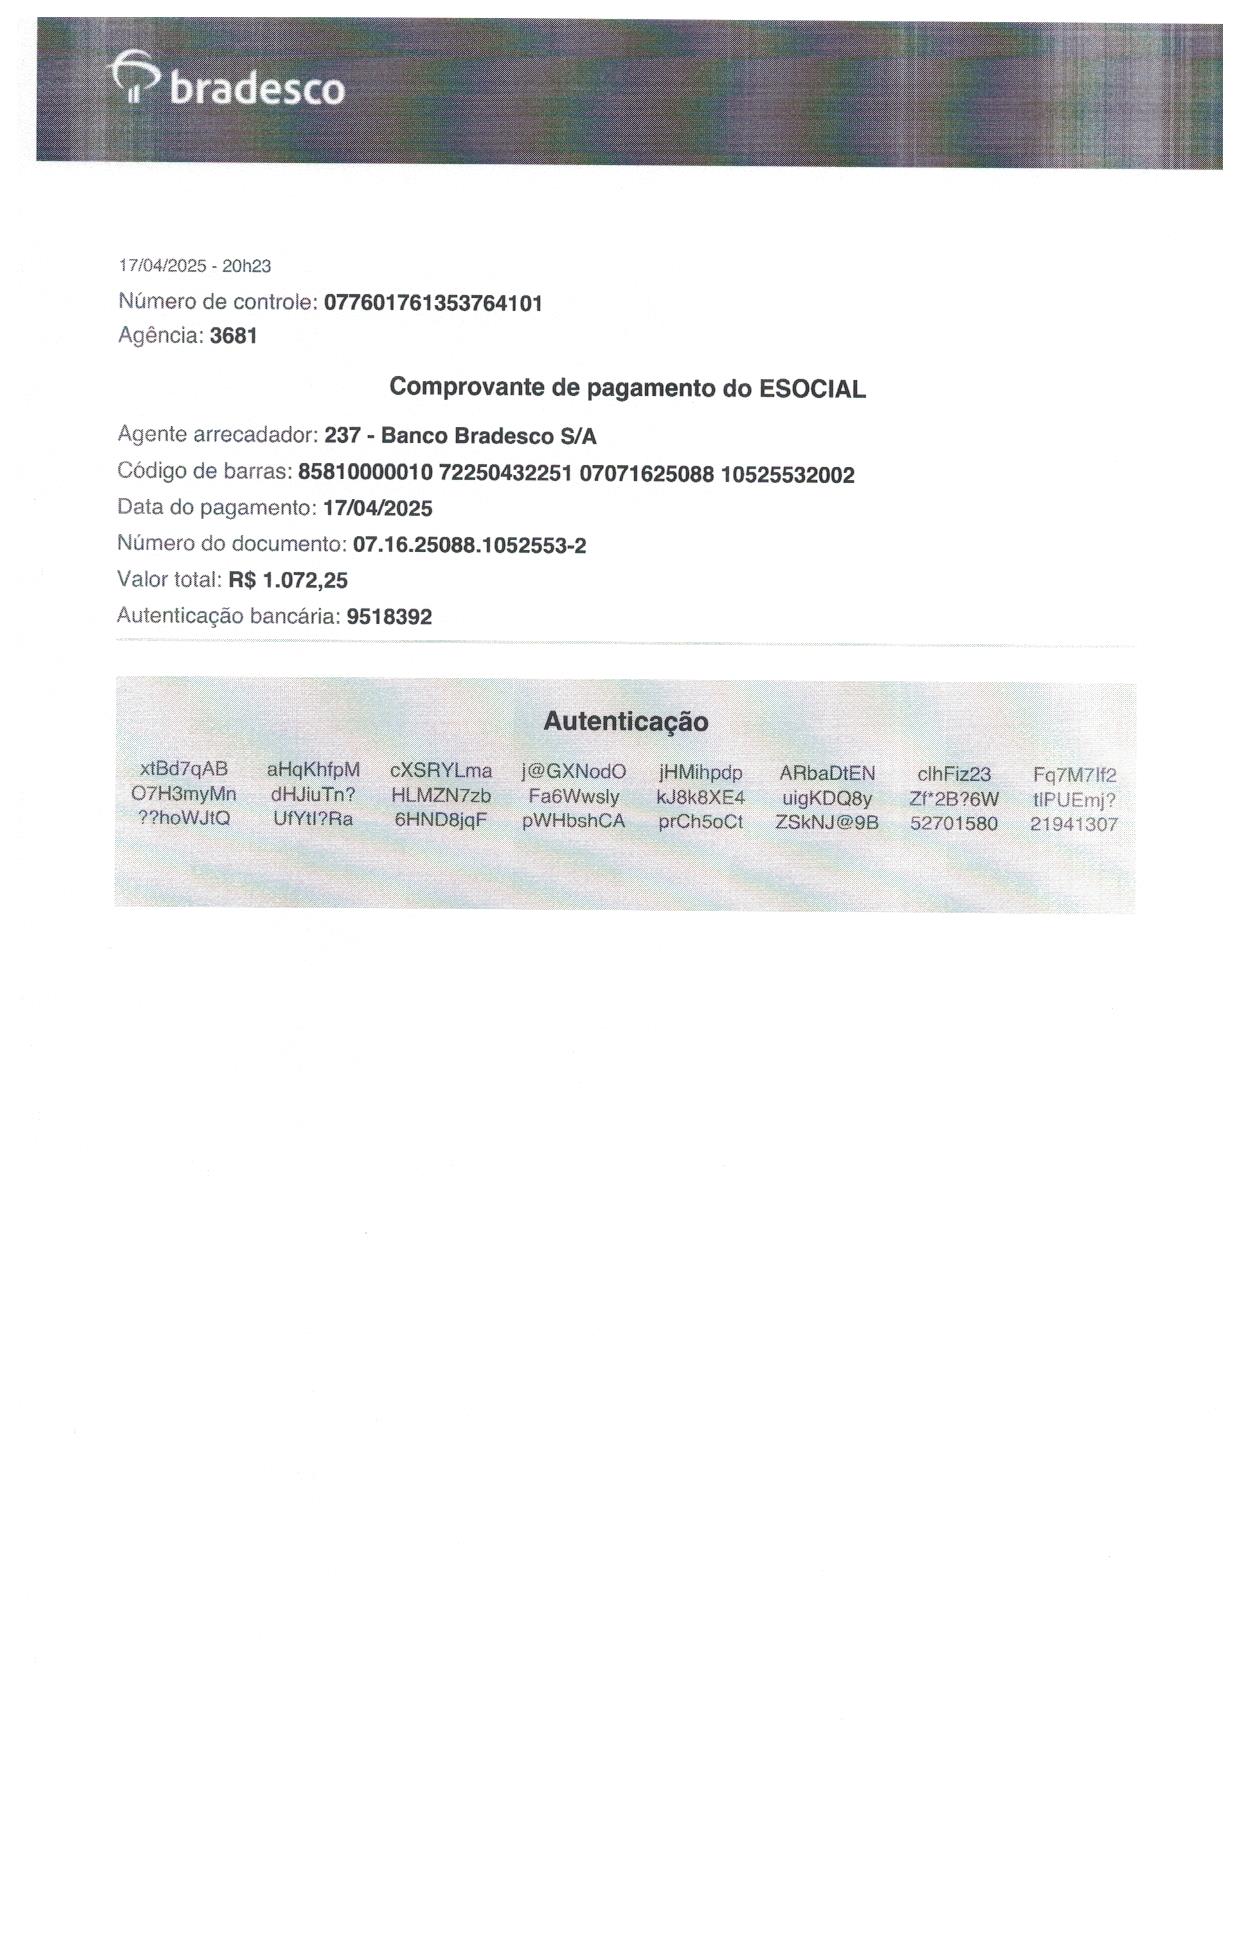 bradesco
17/04/2025 - 20h23
Número de controle: 077601761353764101
Agência: 3681
Comprovante de pagamento do ESOCIAL
Agente arrecadador: 237 - Banco Bradesco S/A
Código de barras: 85810000010 72250432251 07071625088 10525532002
Data do pagamento: 17/04/2025
Número do documento: 07.16.25088.1052553-2
Valor total: R$ 1.072,25
Autenticação bancária: 9518392
Autenticação
xtBd7qAB aHqKhfpM cXSRYLma j@GXNodO jHMihpdp ARbaDtEN clhFiz23 Fq7M7lf2
O7H3myMn dHJiuTn? HLMZN7zb Fa6Wwsly kJ8k8XE4 uigKDQ8y Zf*2B?6W tlPUEmj?
??hoWJtQ UfYtI?Ra 6HND8jqF pWHbshCA prCh5oCt ZSkNJ@9B 52701580 21941307